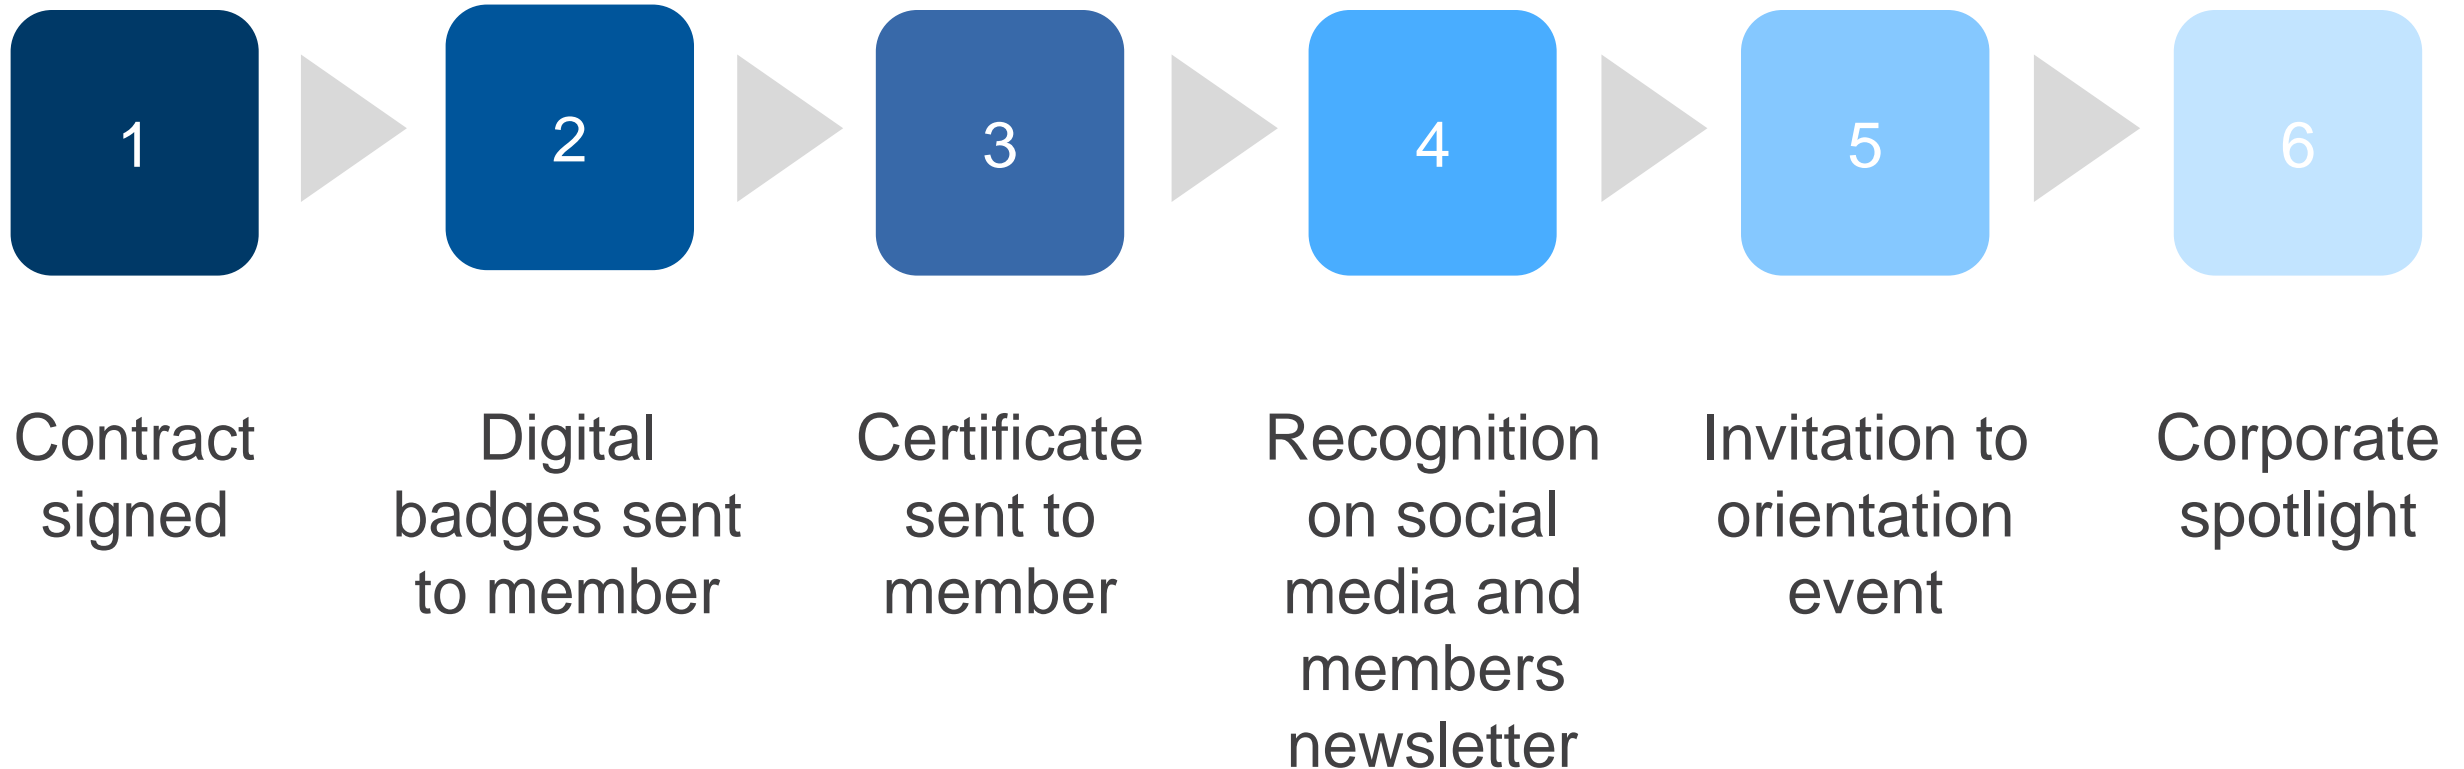 1
2
3
4
5
6
Contract
signed
Digital
badges sent
to member
Certificate
sent to
member
Recognition
on social
media and
members
newsletter
Invitation to
orientation
event
Corporate
spotlight